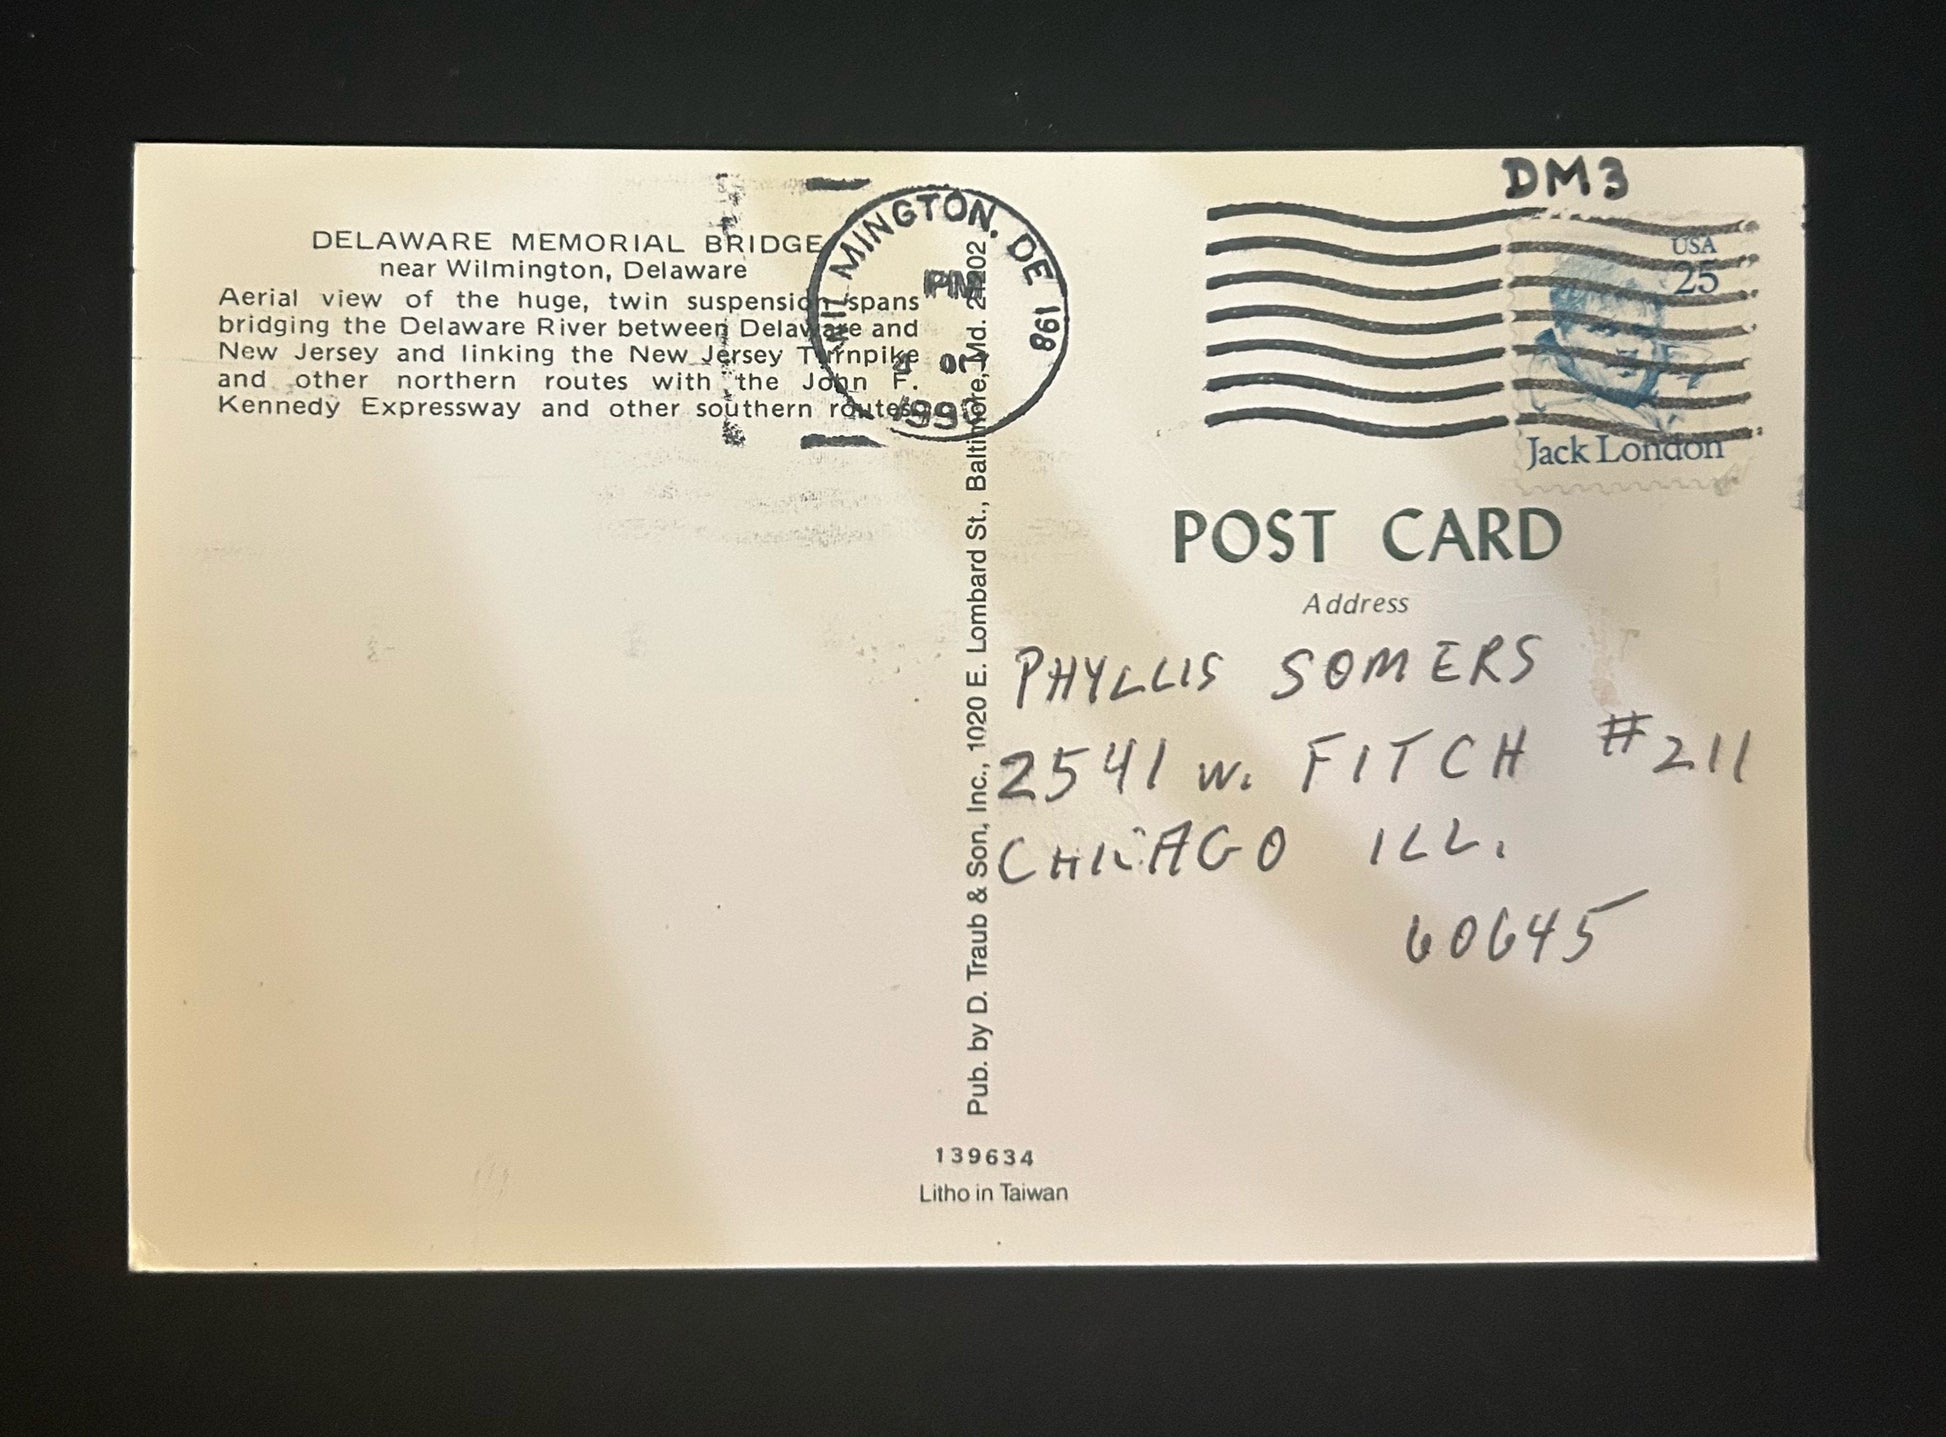 DELAWARE MEMORIAL BRIDGE
near Wilmington, Delaware
Aerial view of the huge, twin suspension spans
bridging the Delaware River between Delaware and
New Jersey and linking the New Jersey Turnpike
and other northern routes with the John F.
Kennedy Expressway and other southern routes.
WILMINGTON. DE 198
PM
Pub. by D. Traub & Son, Inc., 1020 E. Lombard St., Baltimore, Md. 21202
139634
Litho in Taiwan
DM3
USA
25
Jack London
POST CARD
Address
PHYLLIS SOMERS
2541 W. FITCH #211
CHICAGO ILL.
60645